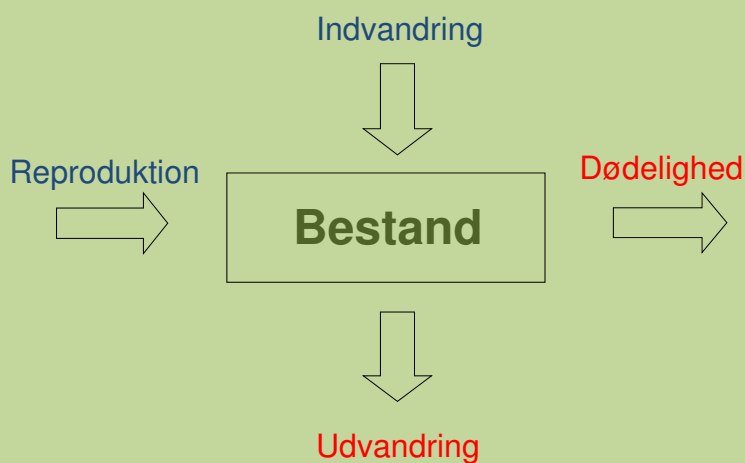 Indvandring
Reproduktion
Dødelighed
Bestand
Udvandring